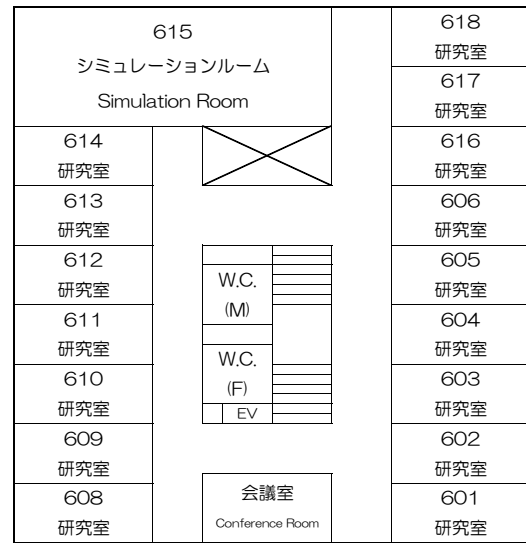 615
シミュレーションルーム
Simulation Room
618
研究室
617
研究室
614
研究室
616
研究室
613
研究室
606
研究室
612
研究室
W.C.
(M)
605
研究室
611
研究室
604
研究室
610
研究室
W.C.
(F)
EV
603
研究室
609
研究室
602
研究室
608
研究室
会議室
Conference Room
601
研究室